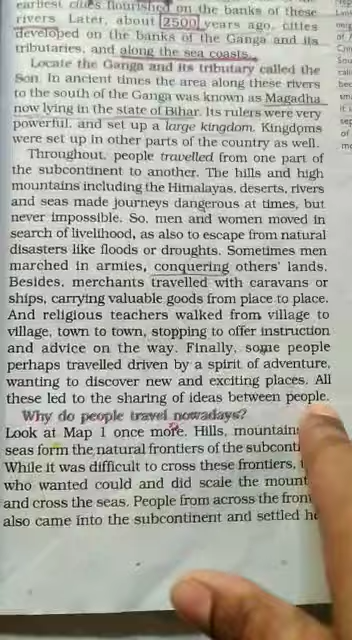 earliest cities flourished on the banks of these
rivers. Later, about 2500 years ago, cities
developed on the banks of the Ganga and its
tributaries, and along the sea coasts.
Locate the Ganga and its tributary called the
Son. In ancient times the area along these rivers
to the south of the Ganga was known as Magadha
now lying in the state of Bihar. Its rulers were very
powerful, and set up a large kingdom. Kingdoms
were set up in other parts of the country as well.
Throughout, people travelled from one part of
the subcontinent to another. The hills and high
mountains including the Himalayas, deserts, rivers
and seas made journeys dangerous at times, but
never impossible. So, men and women moved in
search of livelihood, as also to escape from natural
disasters like floods or droughts. Sometimes men
marched in armies, conquering others' lands.
Besides, merchants travelled with caravans or
ships, carrying valuable goods from place to place.
And religious teachers walked from village to
village, town to town, stopping to offer instruction
and advice on the way. Finally, some people
perhaps travelled driven by a spirit of adventure,
wanting to discover new and exciting places. All
these led to the sharing of ideas between people.
Why do people travel nowadays?
Look at Map 1 once more. Hills, mountains
seas form the natural frontiers of the subconti
While it was difficult to cross these frontiers,
who wanted could and did scale the mount
and cross the seas. People from across the fron
also came into the subcontinent and settled he